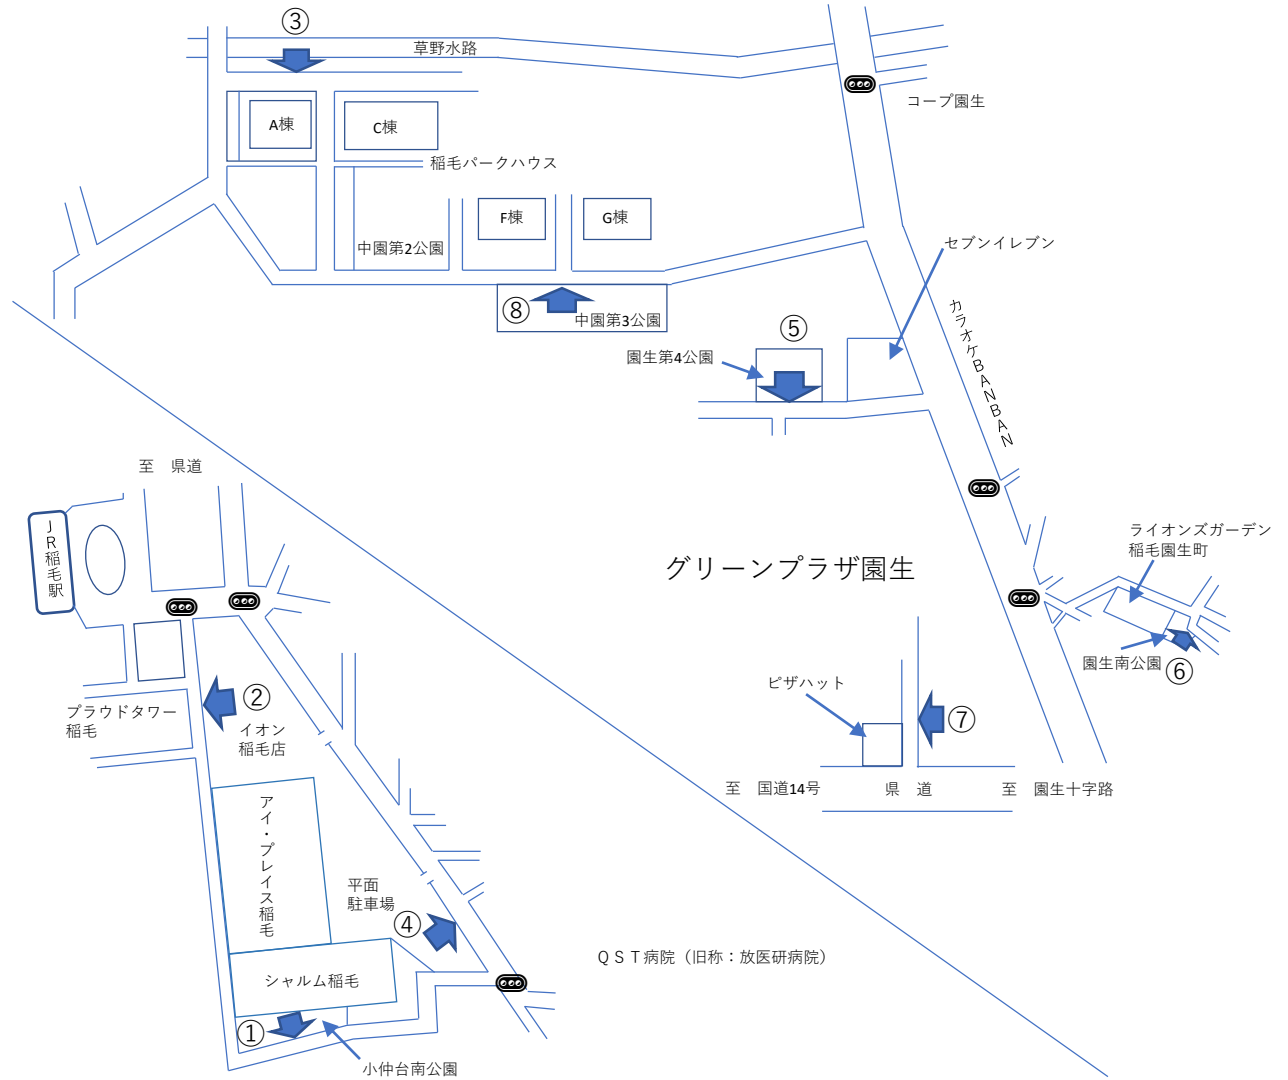 ③
草野水路
コープ園生
A棟
C棟
稲毛パークハウス
F棟
G棟
中園第2公園
セブンイレブン
⑧
中園第3公園
カラオケBANBAN
⑤
園生第4公園
至　県道
JR稲毛駅
グリーンプラザ園生
ライオンズガーデン
稲毛園生町
園生南公園
⑥
ピザハット
⑦
②
プラウドタワー
稲毛
イオン
稲毛店
至　国道14号
県　道
至　園生十字路
アイ・プレイス稲毛
平面
駐車場
④
QST病院（旧称：放医研病院）
シャルム稲毛
①
小仲台南公園